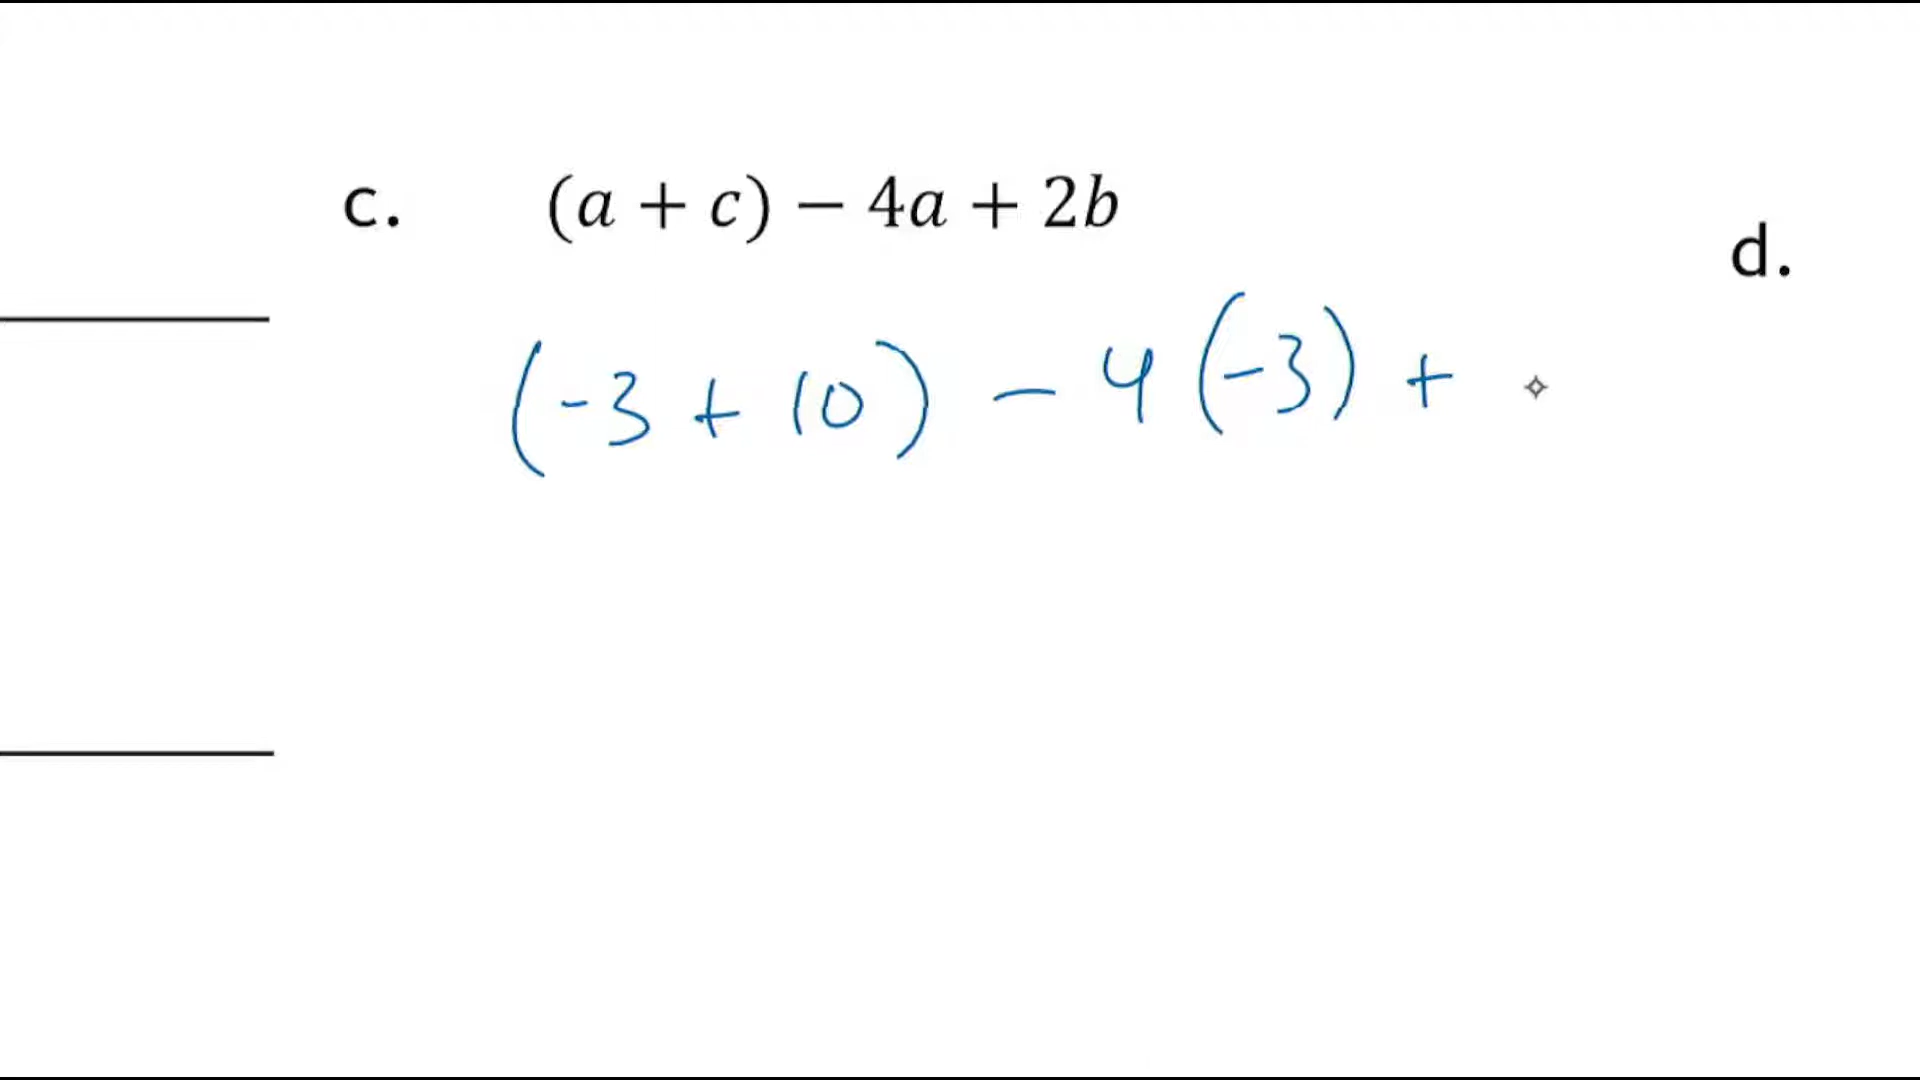 c. (a + c) − 4a + 2b
d.
(-3 + 10) - 4(-3) +